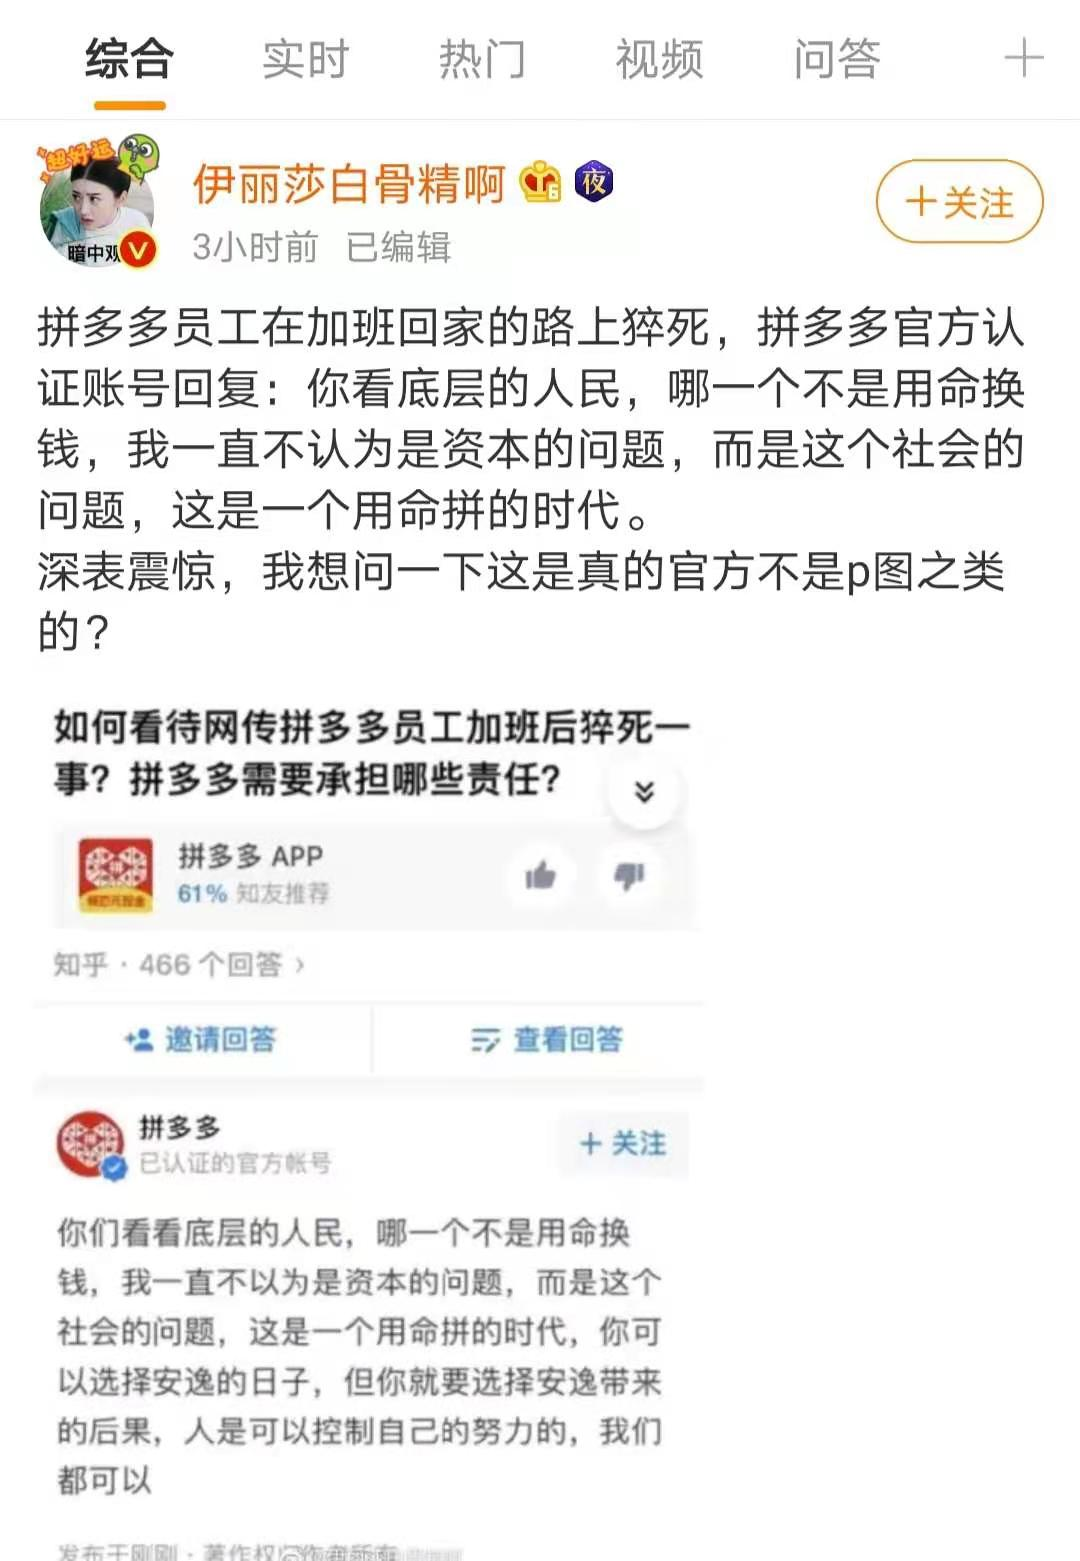 综合 实时 热门 视频 问答
超好运
暗中观
伊丽莎白骨精啊 6 夜
+关注
3小时前 已编辑
拼多多员工在加班回家的路上猝死，拼多多官方认
证账号回复：你看底层的人民，哪一个不是用命换
钱，我一直不认为是资本的问题，而是这个社会的
问题，这是一个用命拼的时代。
深表震惊，我想问一下这是真的官方不是p图之类
的？
如何看待网传拼多多员工加班后猝死一
事？拼多多需要承担哪些责任？
拼多多 APP
61% 知友推荐
知乎 · 466 个回答 ›
邀请回答 查看回答
拼多多
已认证的官方帐号
+ 关注
你们看看底层的人民，哪一个不是用命换
钱，我一直不以为是资本的问题，而是这个
社会的问题，这是一个用命拼的时代，你可
以选择安逸的日子，但你就要选择安逸带来
的后果，人是可以控制自己的努力的，我们
都可以
发布于刚刚 · 著作权归作者所有